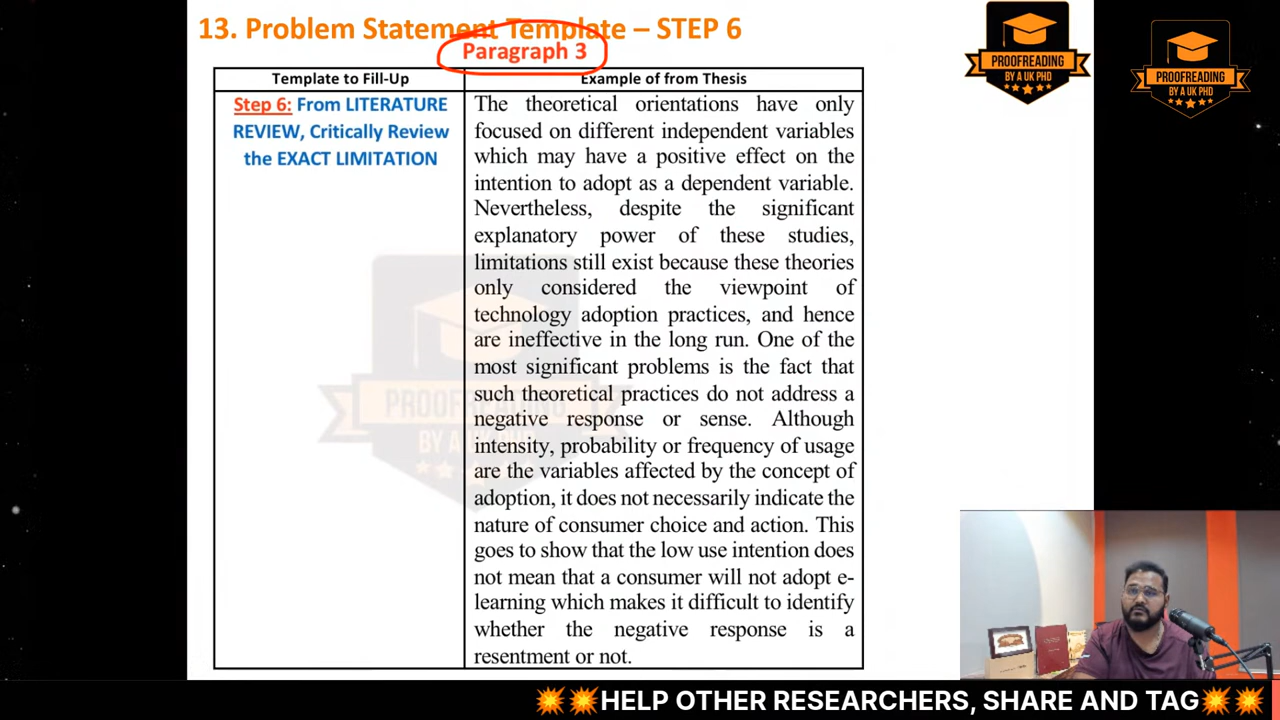 13. Problem Statement Template – STEP 6
Paragraph 3
PROOFREADING
BY A UK PHD
PROOFREADING
BY A UK PHD
Template to Fill-Up
Example of from Thesis
Step 6: From LITERATURE
REVIEW, Critically Review
the EXACT LIMITATION
The theoretical orientations have only
focused on different independent variables
which may have a positive effect on the
intention to adopt as a dependent variable.
Nevertheless, despite the significant
explanatory power of these studies,
limitations still exist because these theories
only considered the viewpoint of
technology adoption practices, and hence
are ineffective in the long run. One of the
most significant problems is the fact that
such theoretical practices do not address a
negative response or sense. Although
intensity, probability or frequency of usage
are the variables affected by the concept of
adoption, it does not necessarily indicate the
nature of consumer choice and action. This
goes to show that the low use intention does
not mean that a consumer will not adopt e-
learning which makes it difficult to identify
whether the negative response is a
resentment or not.
PROOFREADING
BY A UK PHD
💥💥HELP OTHER RESEARCHERS, SHARE AND TAG💥💥